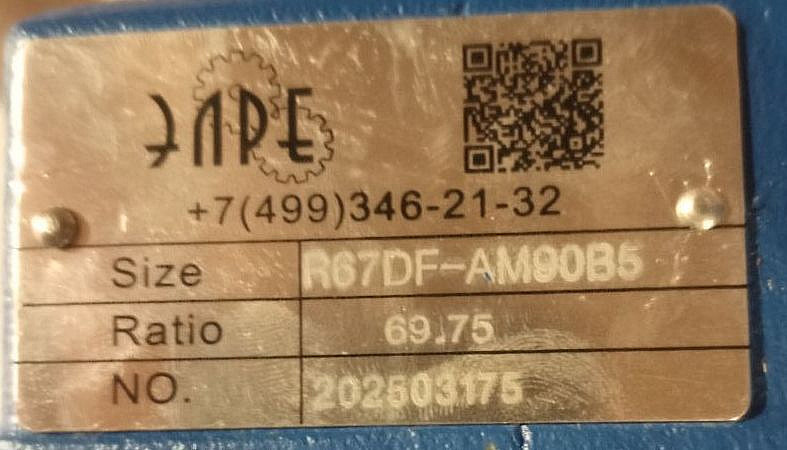 ЭЛРЕ
+7(499)346-21-32
Size R67DF-AM90B5
Ratio 69.75
NO. 202503175